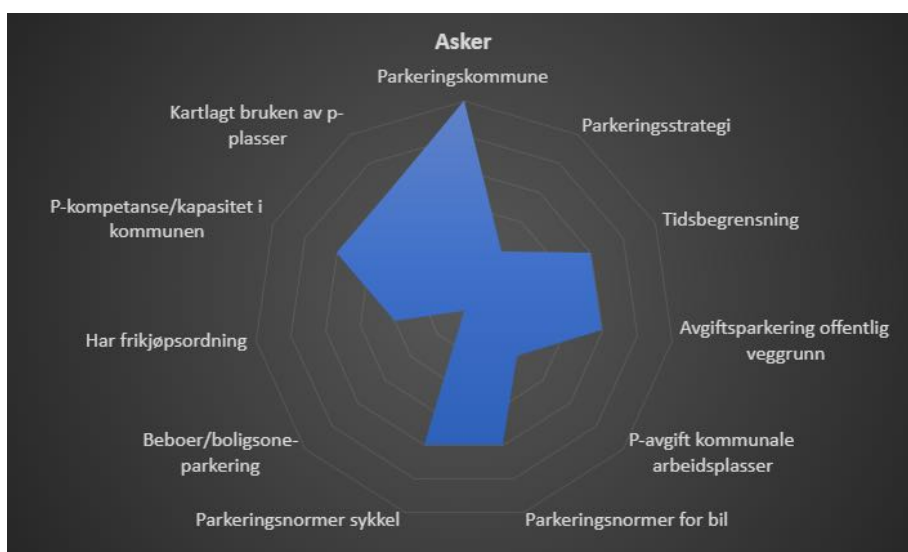 Asker
Parkeringskommune
Parkeringsstrategi
Tidsbegrensning
Avgiftsparkering offentlig
veggrunn
P-avgift kommunale
arbeidsplasser
Parkeringsnormer for bil
Parkeringsnormer sykkel
Beboer/boligsone-
parkering
Har frikjøpsordning
P-kompetanse/kapasitet i
kommunen
Kartlagt bruken av p-
plasser